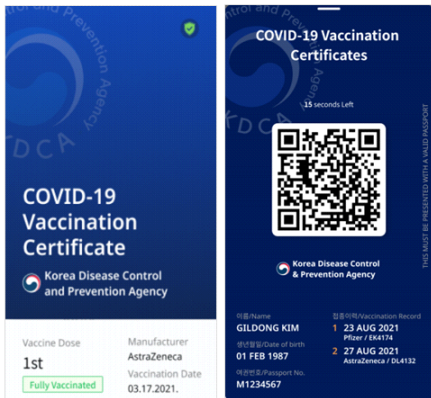 and Prevention Agency
KDCA
COVID-19
Vaccination
Certificate
Korea Disease Control
and Prevention Agency
Vaccine Dose
1st
Fully Vaccinated
Manufacturer
AstraZeneca
Vaccination Date
03.17.2021.
COVID-19 Vaccination
Certificates
15 seconds Left
KDCA
THIS MUST BE PRESENTED WITH A VALID PASSPORT
Korea Disease Control
& Prevention Agency
이름/Name
GILDONG KIM
생년월일/Date of birth
01 FEB 1987
여권번호/Passport No.
M1234567
접종이력/Vaccination Record
1 23 AUG 2021
Pfizer / EK4174
2 27 AUG 2021
AstraZeneca / DL4132